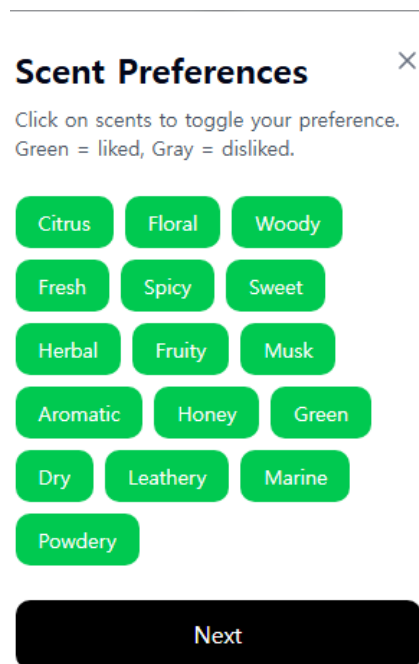 Scent Preferences
Click on scents to toggle your preference.
Green = liked, Gray = disliked.
Citrus Floral Woody
Fresh Spicy Sweet
Herbal Fruity Musk
Aromatic Honey Green
Dry Leathery Marine
Powdery
Next